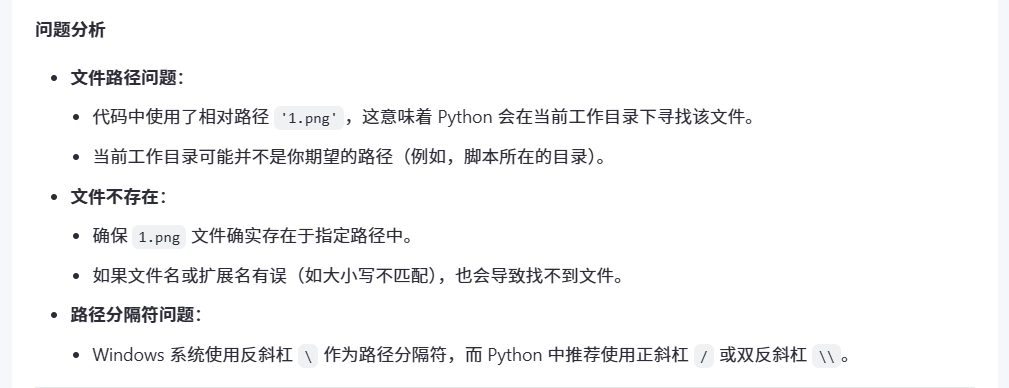 问题分析
文件路径问题：
代码中使用了相对路径 '1.png'，这意味着 Python 会在当前工作目录下寻找该文件。
当前工作目录可能并不是你期望的路径（例如，脚本所在的目录）。
文件不存在：
确保 1.png 文件确实存在于指定路径中。
如果文件名或扩展名有误（如大小写不匹配），也会导致找不到文件。
路径分隔符问题：
Windows 系统使用反斜杠 \ 作为路径分隔符，而 Python 中推荐使用正斜杠 / 或双反斜杠 \\。